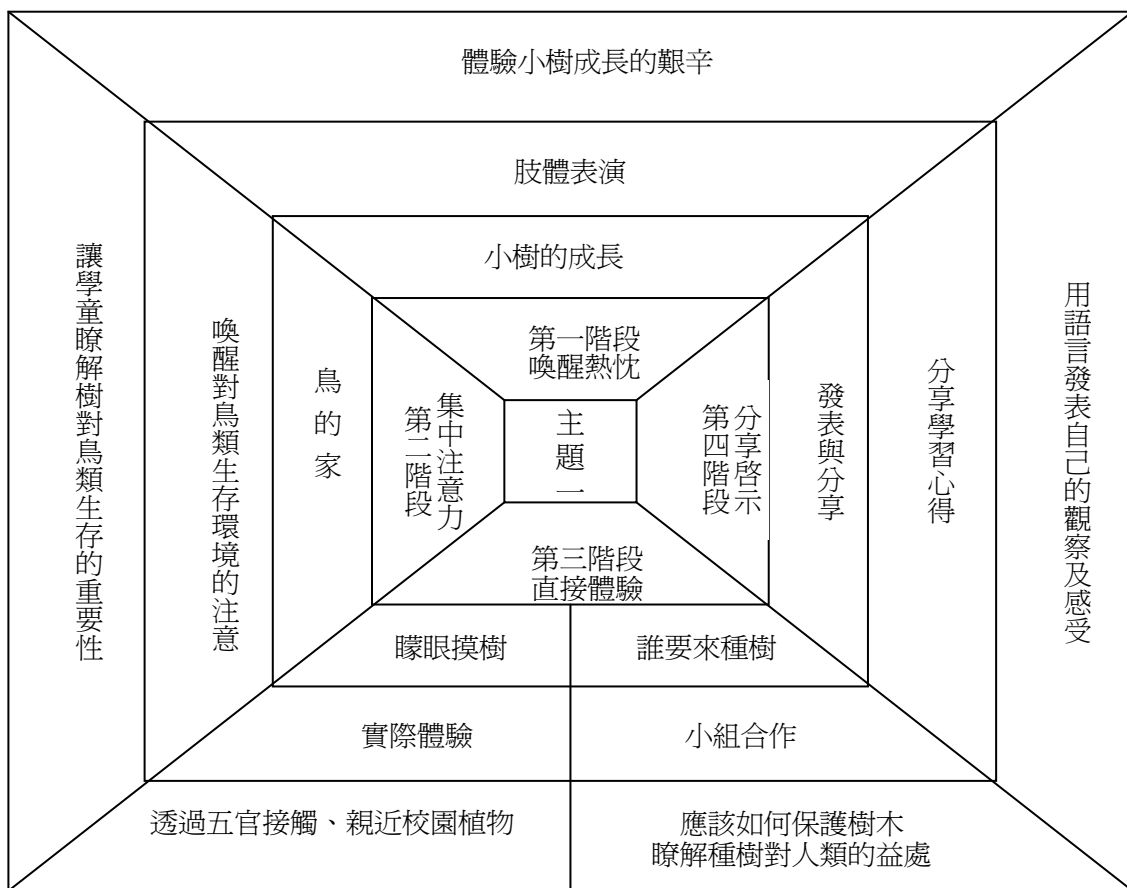 體驗小樹成長的艱辛
肢體表演
小樹的成長
第一階段
喚醒熱忱
主題一
讓學童瞭解樹對鳥類生存的重要性
喚醒對鳥類生存環境的注意
鳥的家
第二階段
集中注意力
分享啓示
第四階段
發表與分享
分享學習心得
用語言發表自己的觀察及感受
第三階段
直接體驗
矇眼摸樹
誰要來種樹
實際體驗
小組合作
透過五官接觸、親近校園植物
應該如何保護樹木
瞭解種樹對人類的益處